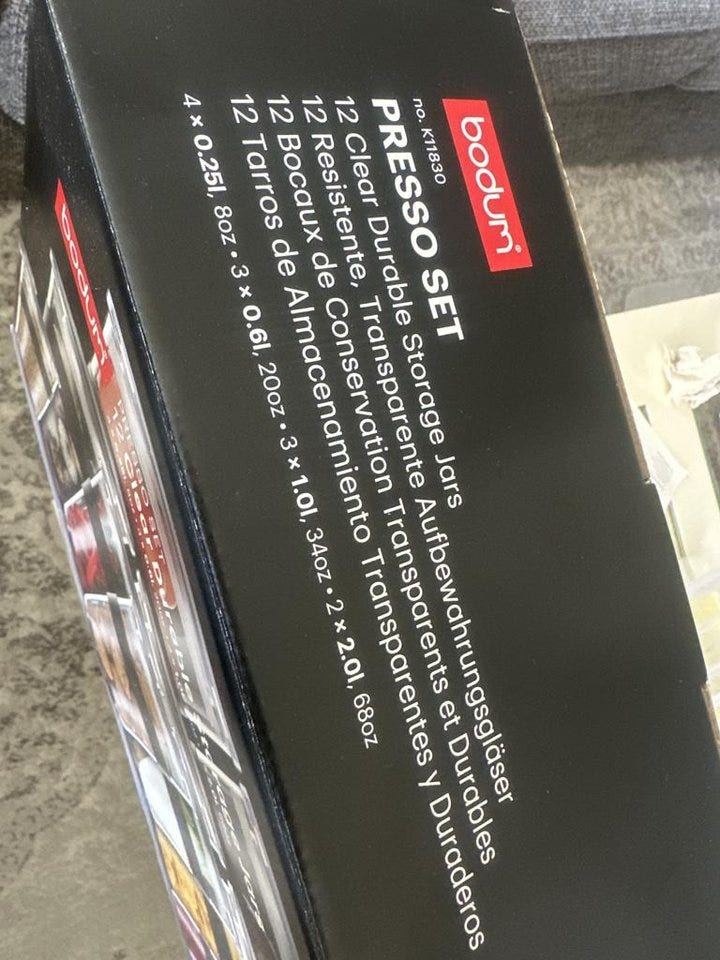 bodum®
no. K11830
PRESSO SET
12 Clear Durable Storage Jars
12 Resistente, Transparente Aufbewahrungsgläser
12 Bocaux de Conservation Transparents et Durables
12 Tarros de Almacenamiento Transparentes y Duraderos
4 x 0.25l, 8oz • 3 x 0.6l, 20oz • 3 x 1.0l, 34oz • 2 x 2.0l, 68oz
bodum